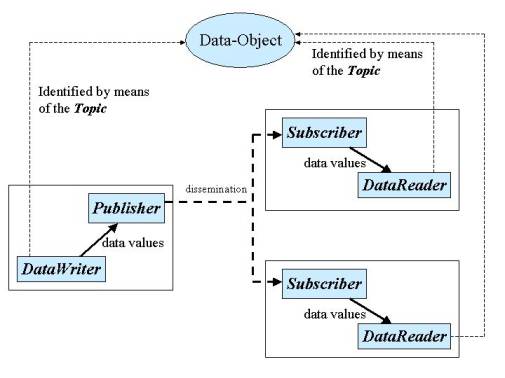 Data-Object
Identified by means
of the Topic
Identified by means
of the Topic
Subscriber
data values
DataReader
dissemination
Publisher
data values
DataWriter
Subscriber
data values
DataReader